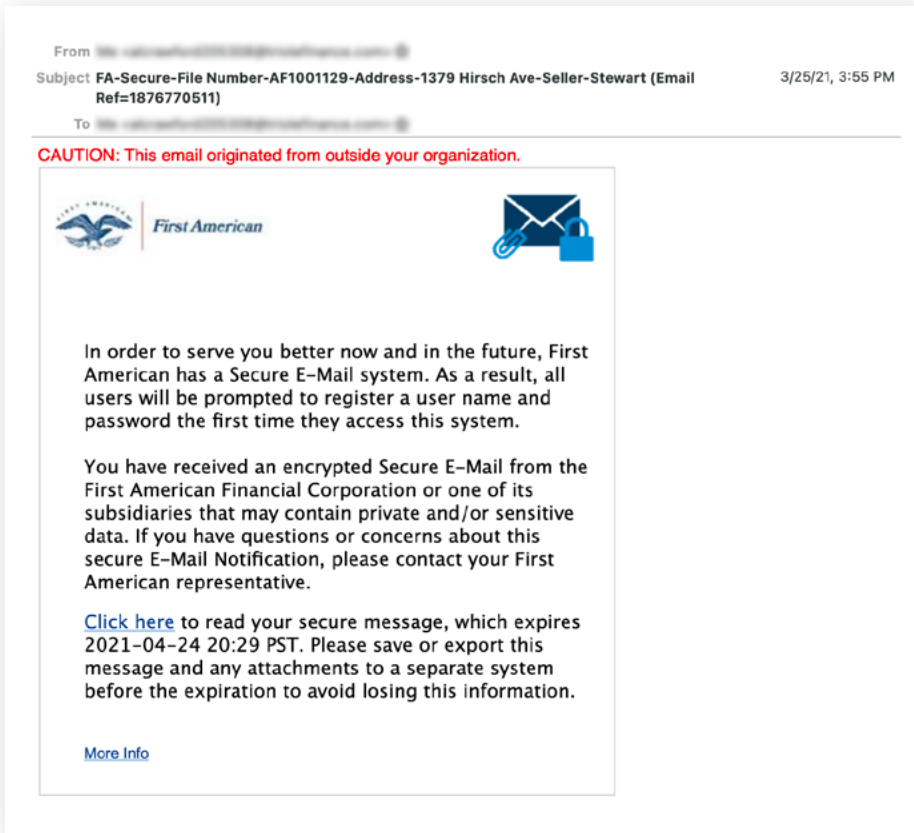 From
Subject FA-Secure-File Number-AF1001129-Address-1379 Hirsch Ave-Seller-Stewart (Email 3/25/21, 3:55 PM
Ref=1876770511)
To
CAUTION: This email originated from outside your organization.
FIRST AMERICAN
First American
In order to serve you better now and in the future, First
American has a Secure E-Mail system. As a result, all
users will be prompted to register a user name and
password the first time they access this system.
You have received an encrypted Secure E-Mail from the
First American Financial Corporation or one of its
subsidiaries that may contain private and/or sensitive
data. If you have questions or concerns about this
secure E-Mail Notification, please contact your First
American representative.
Click here to read your secure message, which expires
2021-04-24 20:29 PST. Please save or export this
message and any attachments to a separate system
before the expiration to avoid losing this information.
More Info